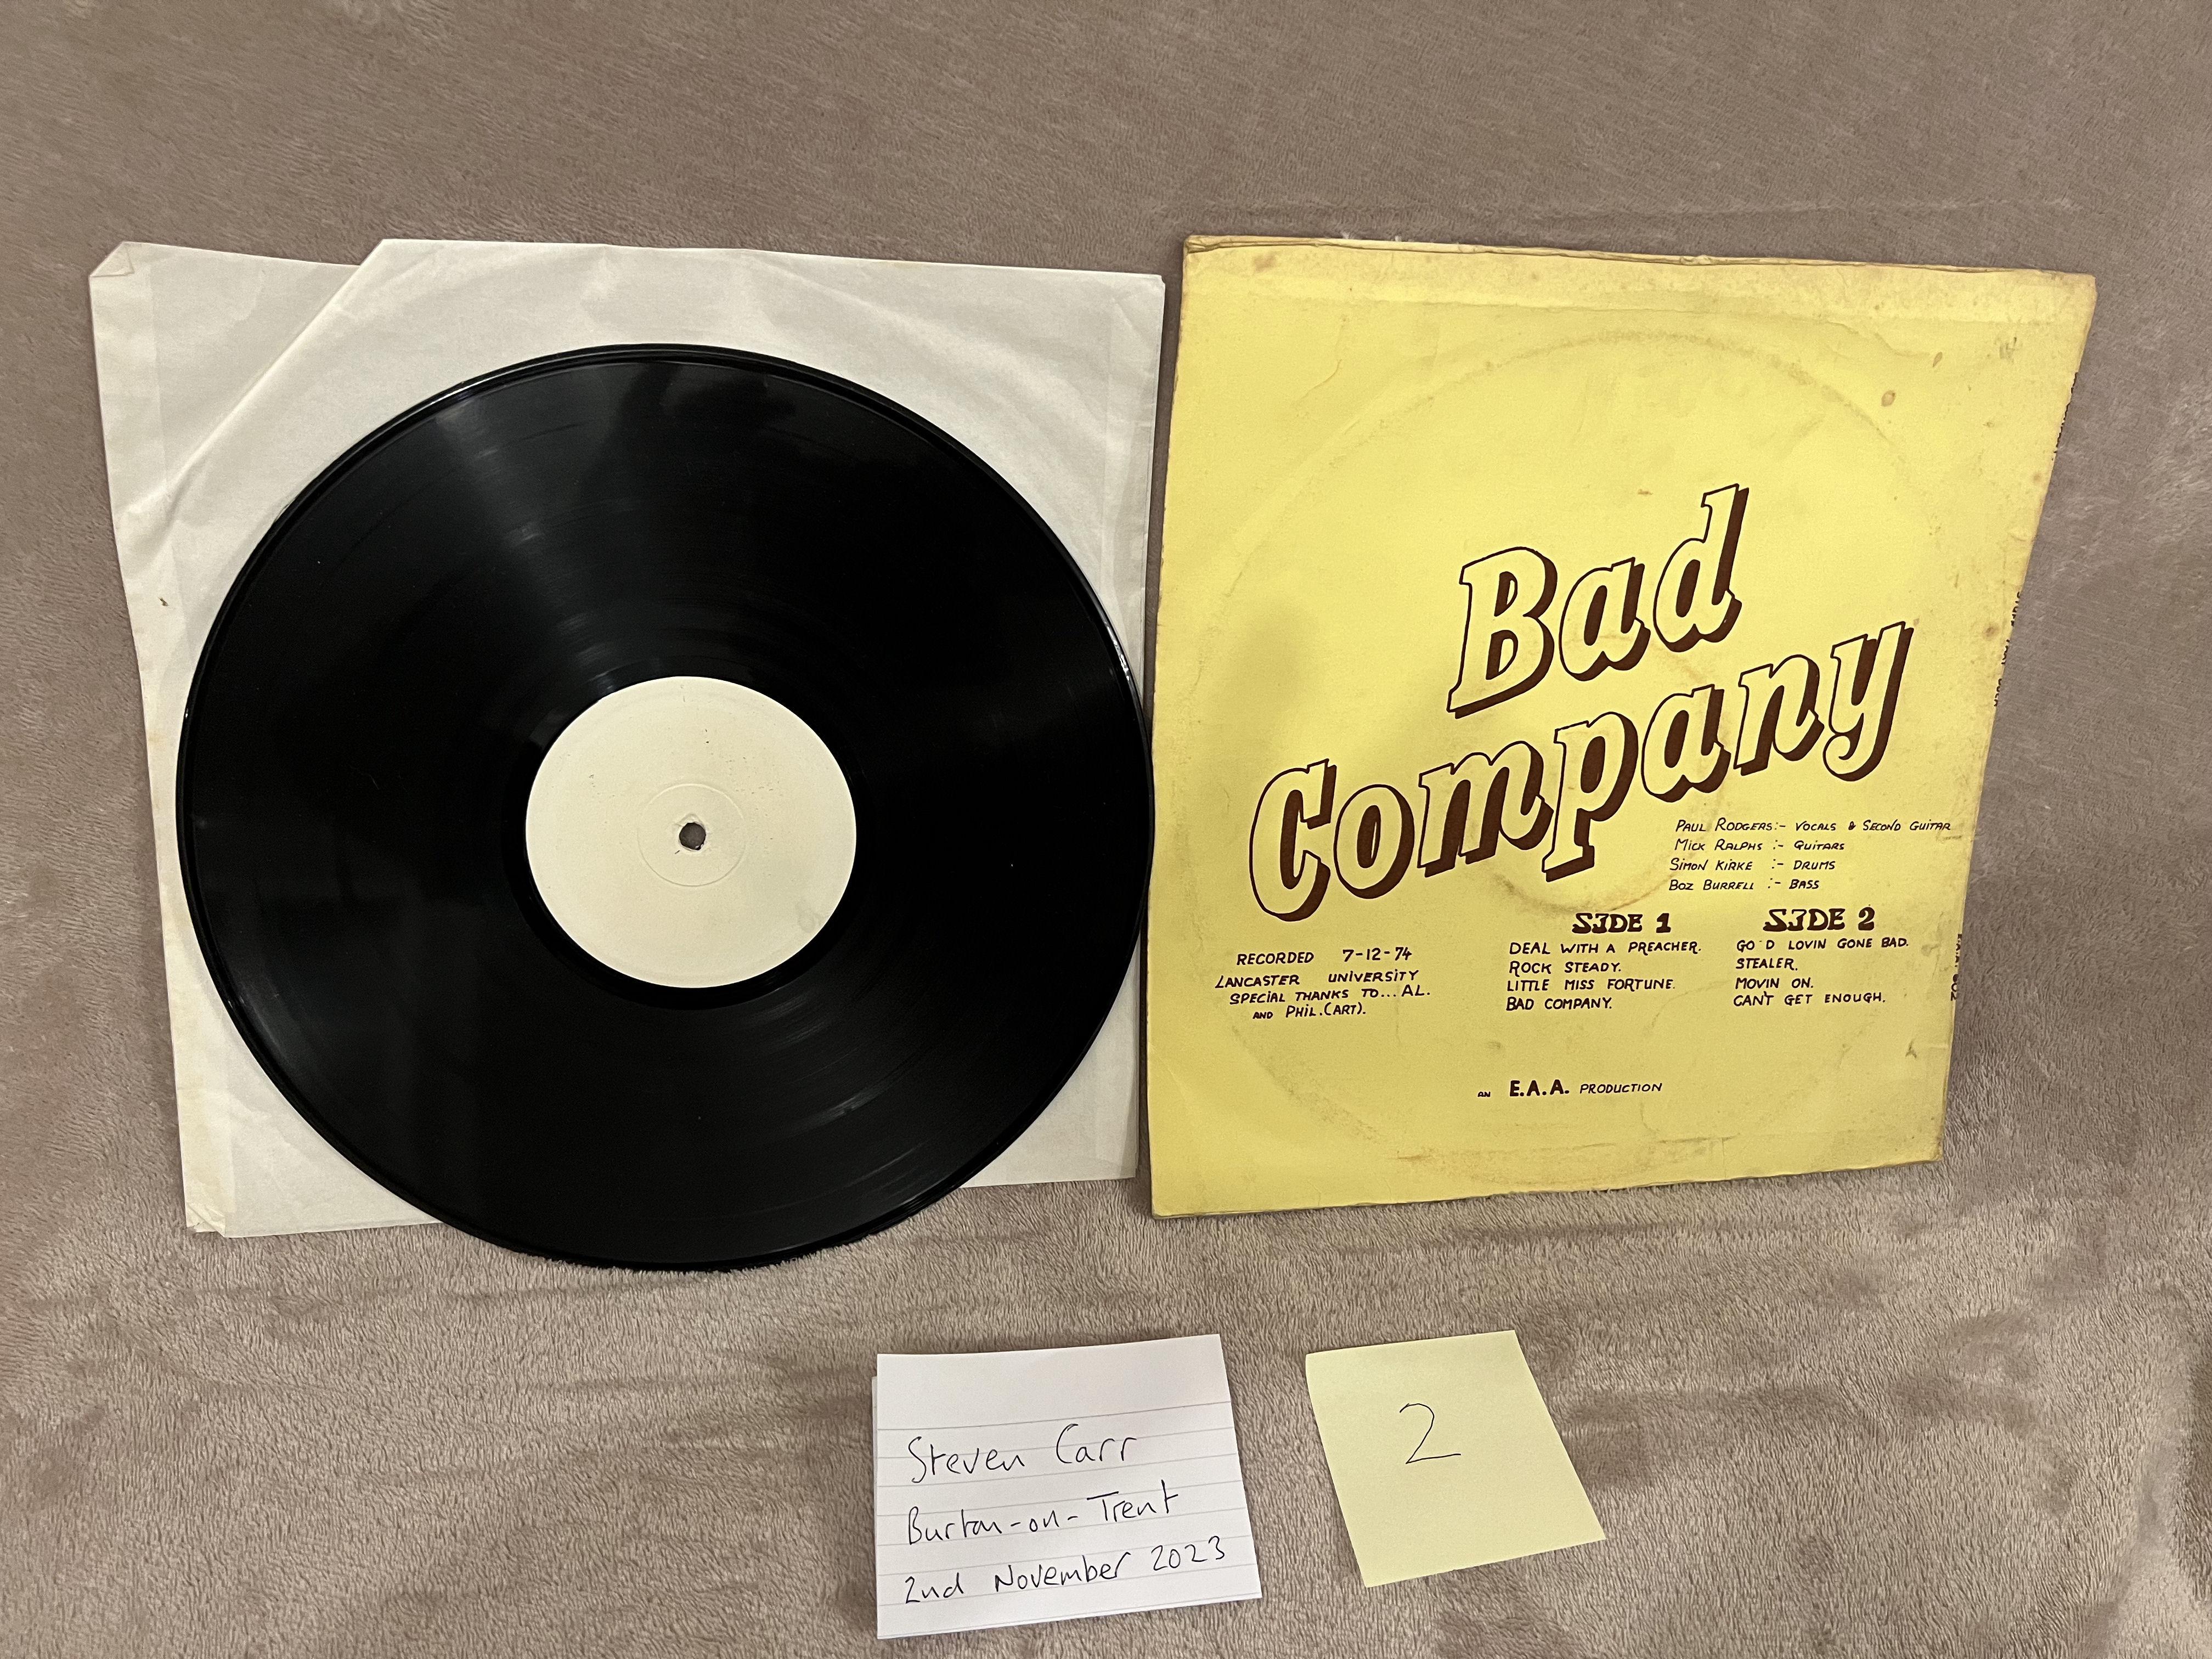 Bad
Company
PAUL RODGERS:- VOCALS & SECOND GUITAR
MICK RALPHS :- GUITARS
SIMON KIRKE :- DRUMS
BOZ BURRELL :- BASS
RECORDED 7-12-74
LANCASTER UNIVERSITY
SPECIAL THANKS TO... AL.
AND PHIL.(ART).
SIDE 1
DEAL WITH A PREACHER.
ROCK STEADY.
LITTLE MISS FORTUNE.
BAD COMPANY.
SIDE 2
GO D LOVIN GONE BAD.
STEALER.
MOVIN ON.
CAN'T GET ENOUGH.
AN E.A.A. PRODUCTION
Steven Carr
Burton-on-Trent
2nd November 2023
2